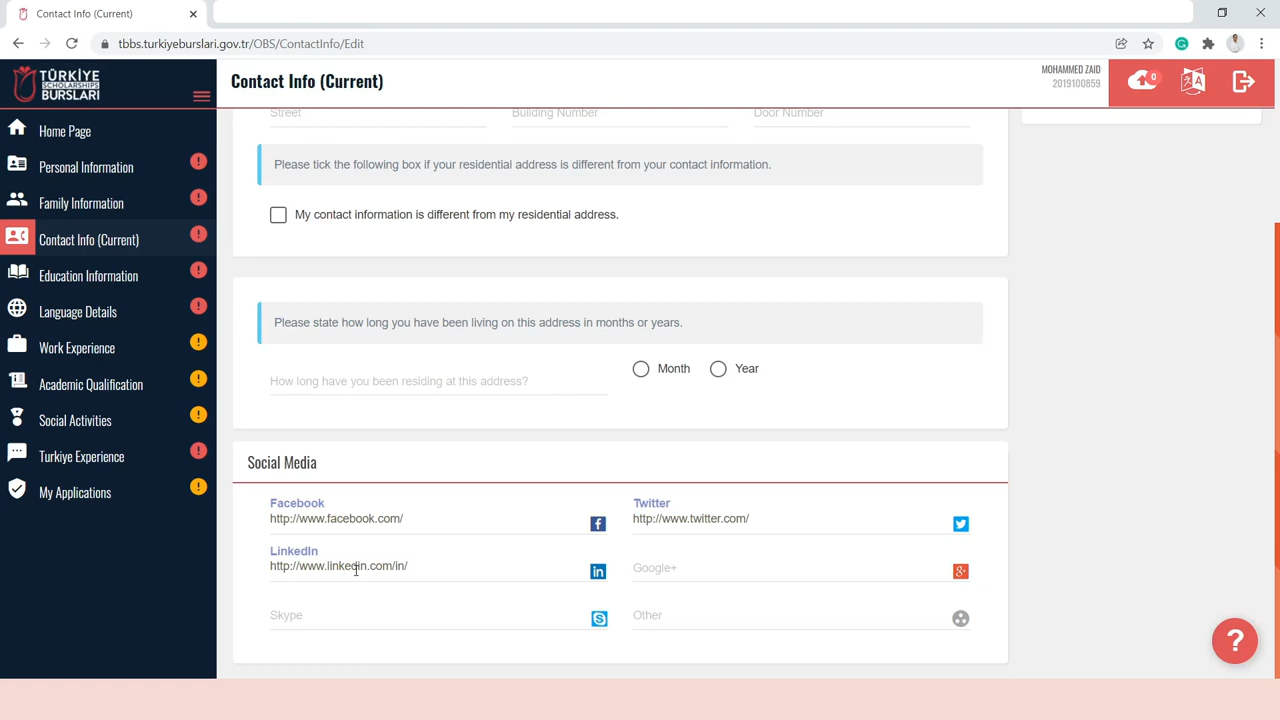 Contact Info (Current)
tbbs.turkiyeburslari.gov.tr/OBS/ContactInfo/Edit
TÜRKİYE
SCHOLARSHIPS
BURSLARI
Contact Info (Current)
MOHAMMED ZAID
2019100859
0
Home Page
Personal Information
Family Information
Contact Info (Current)
Education Information
Language Details
Work Experience
Academic Qualification
Social Activities
Turkiye Experience
My Applications
Street
Building Number
Door Number
Please tick the following box if your residential address is different from your contact information.
My contact information is different from my residential address.
Please state how long you have been living on this address in months or years.
How long have you been residing at this address?
Month
Year
Social Media
Facebook
http://www.facebook.com/
Twitter
http://www.twitter.com/
LinkedIn
http://www.linkedin.com/in/
Google+
Skype
Other
?